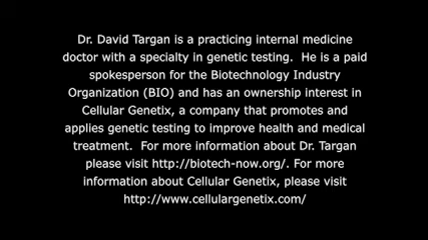 Dr. David Targan is a practicing internal medicine
doctor with a specialty in genetic testing.  He is a paid
spokesperson for the Biotechnology Industry
Organization (BIO) and has an ownership interest in
Cellular Genetix, a company that promotes and
applies genetic testing to improve health and medical
treatment.  For more information about Dr. Targan
please visit http://biotech-now.org/. For more
information about Cellular Genetix, please visit
http://www.cellulargenetix.com/